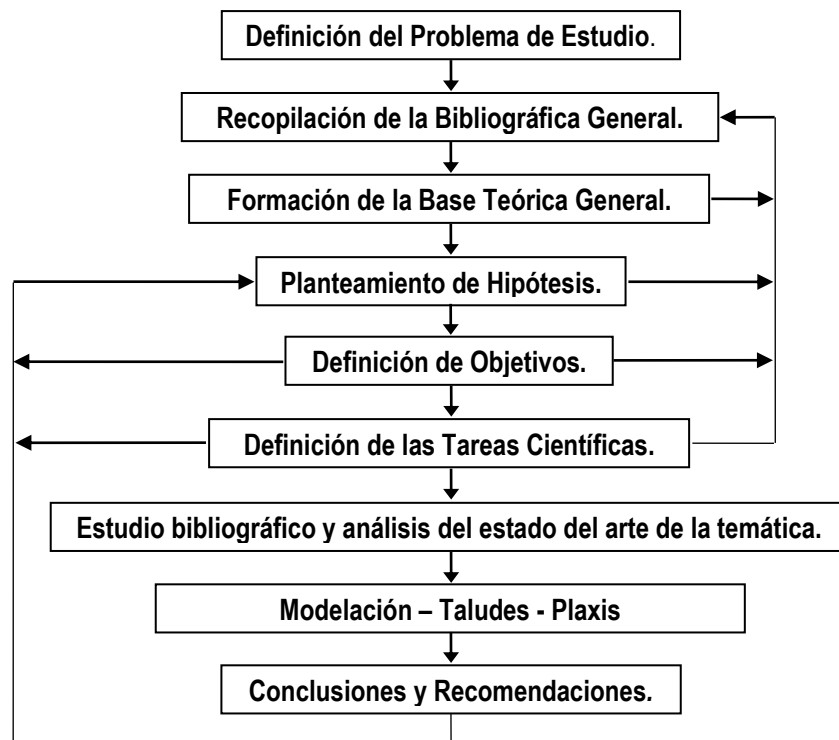 Definición del Problema de Estudio.
Recopilación de la Bibliográfica General.
Formación de la Base Teórica General.
Planteamiento de Hipótesis.
Definición de Objetivos.
Definición de las Tareas Científicas.
Estudio bibliográfico y análisis del estado del arte de la temática.
Modelación – Taludes - Plaxis
Conclusiones y Recomendaciones.